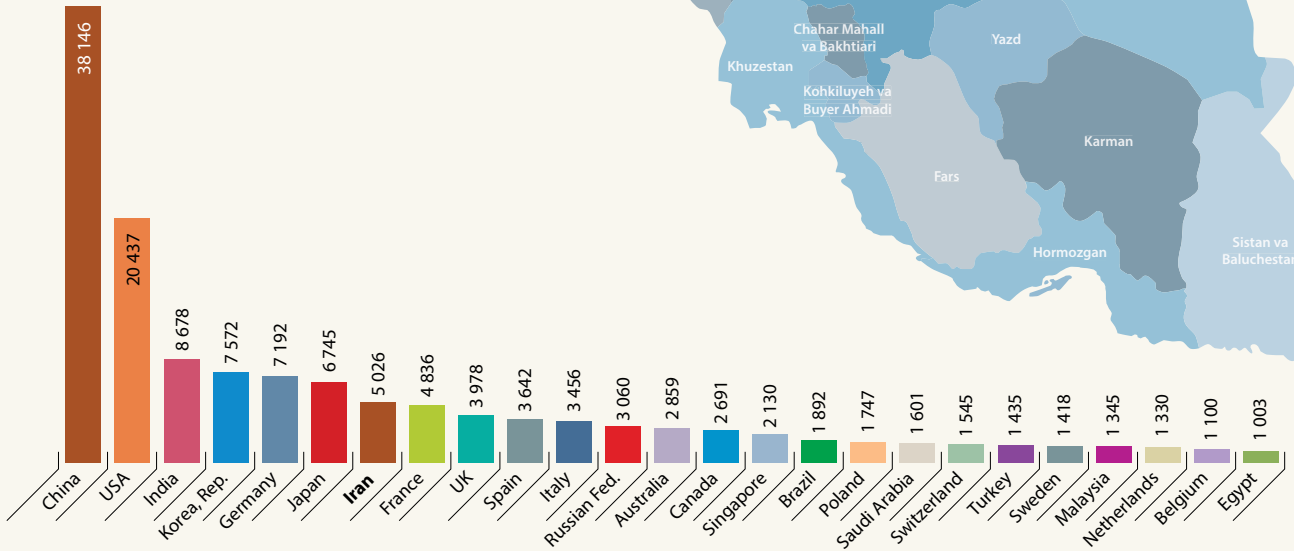 Chahar Mahall
va Bakhtiari
Yazd
Khuzestan
Kohkiluyeh va
Buyer Ahmadi
Karman
Fars
Hormozgan
Sistan va
Baluchestan
38 146
20 437
8 678
7 572
7 192
6 745
5 026
4 836
3 978
3 642
3 456
3 060
2 859
2 691
2 130
1 892
1 747
1 601
1 545
1 435
1 418
1 345
1 330
1 100
1 003
China
USA
India
Korea, Rep.
Germany
Japan
Iran
France
UK
Spain
Italy
Russian Fed.
Australia
Canada
Singapore
Brazil
Poland
Saudi Arabia
Switzerland
Turkey
Sweden
Malaysia
Netherlands
Belgium
Egypt